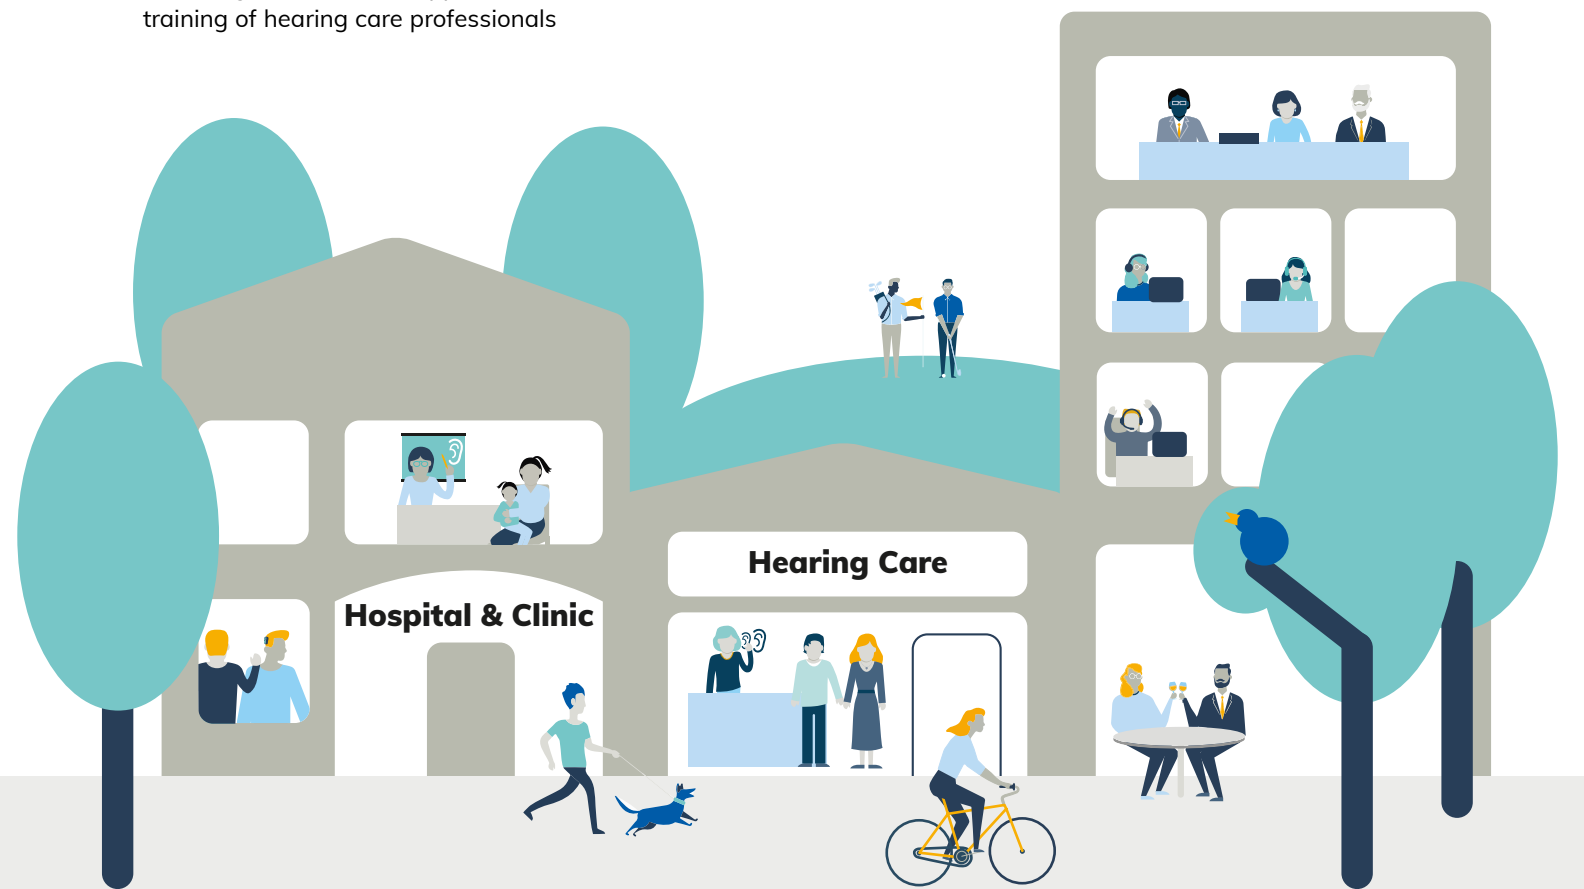 training of hearing care professionals
Hearing Care
Hospital & Clinic